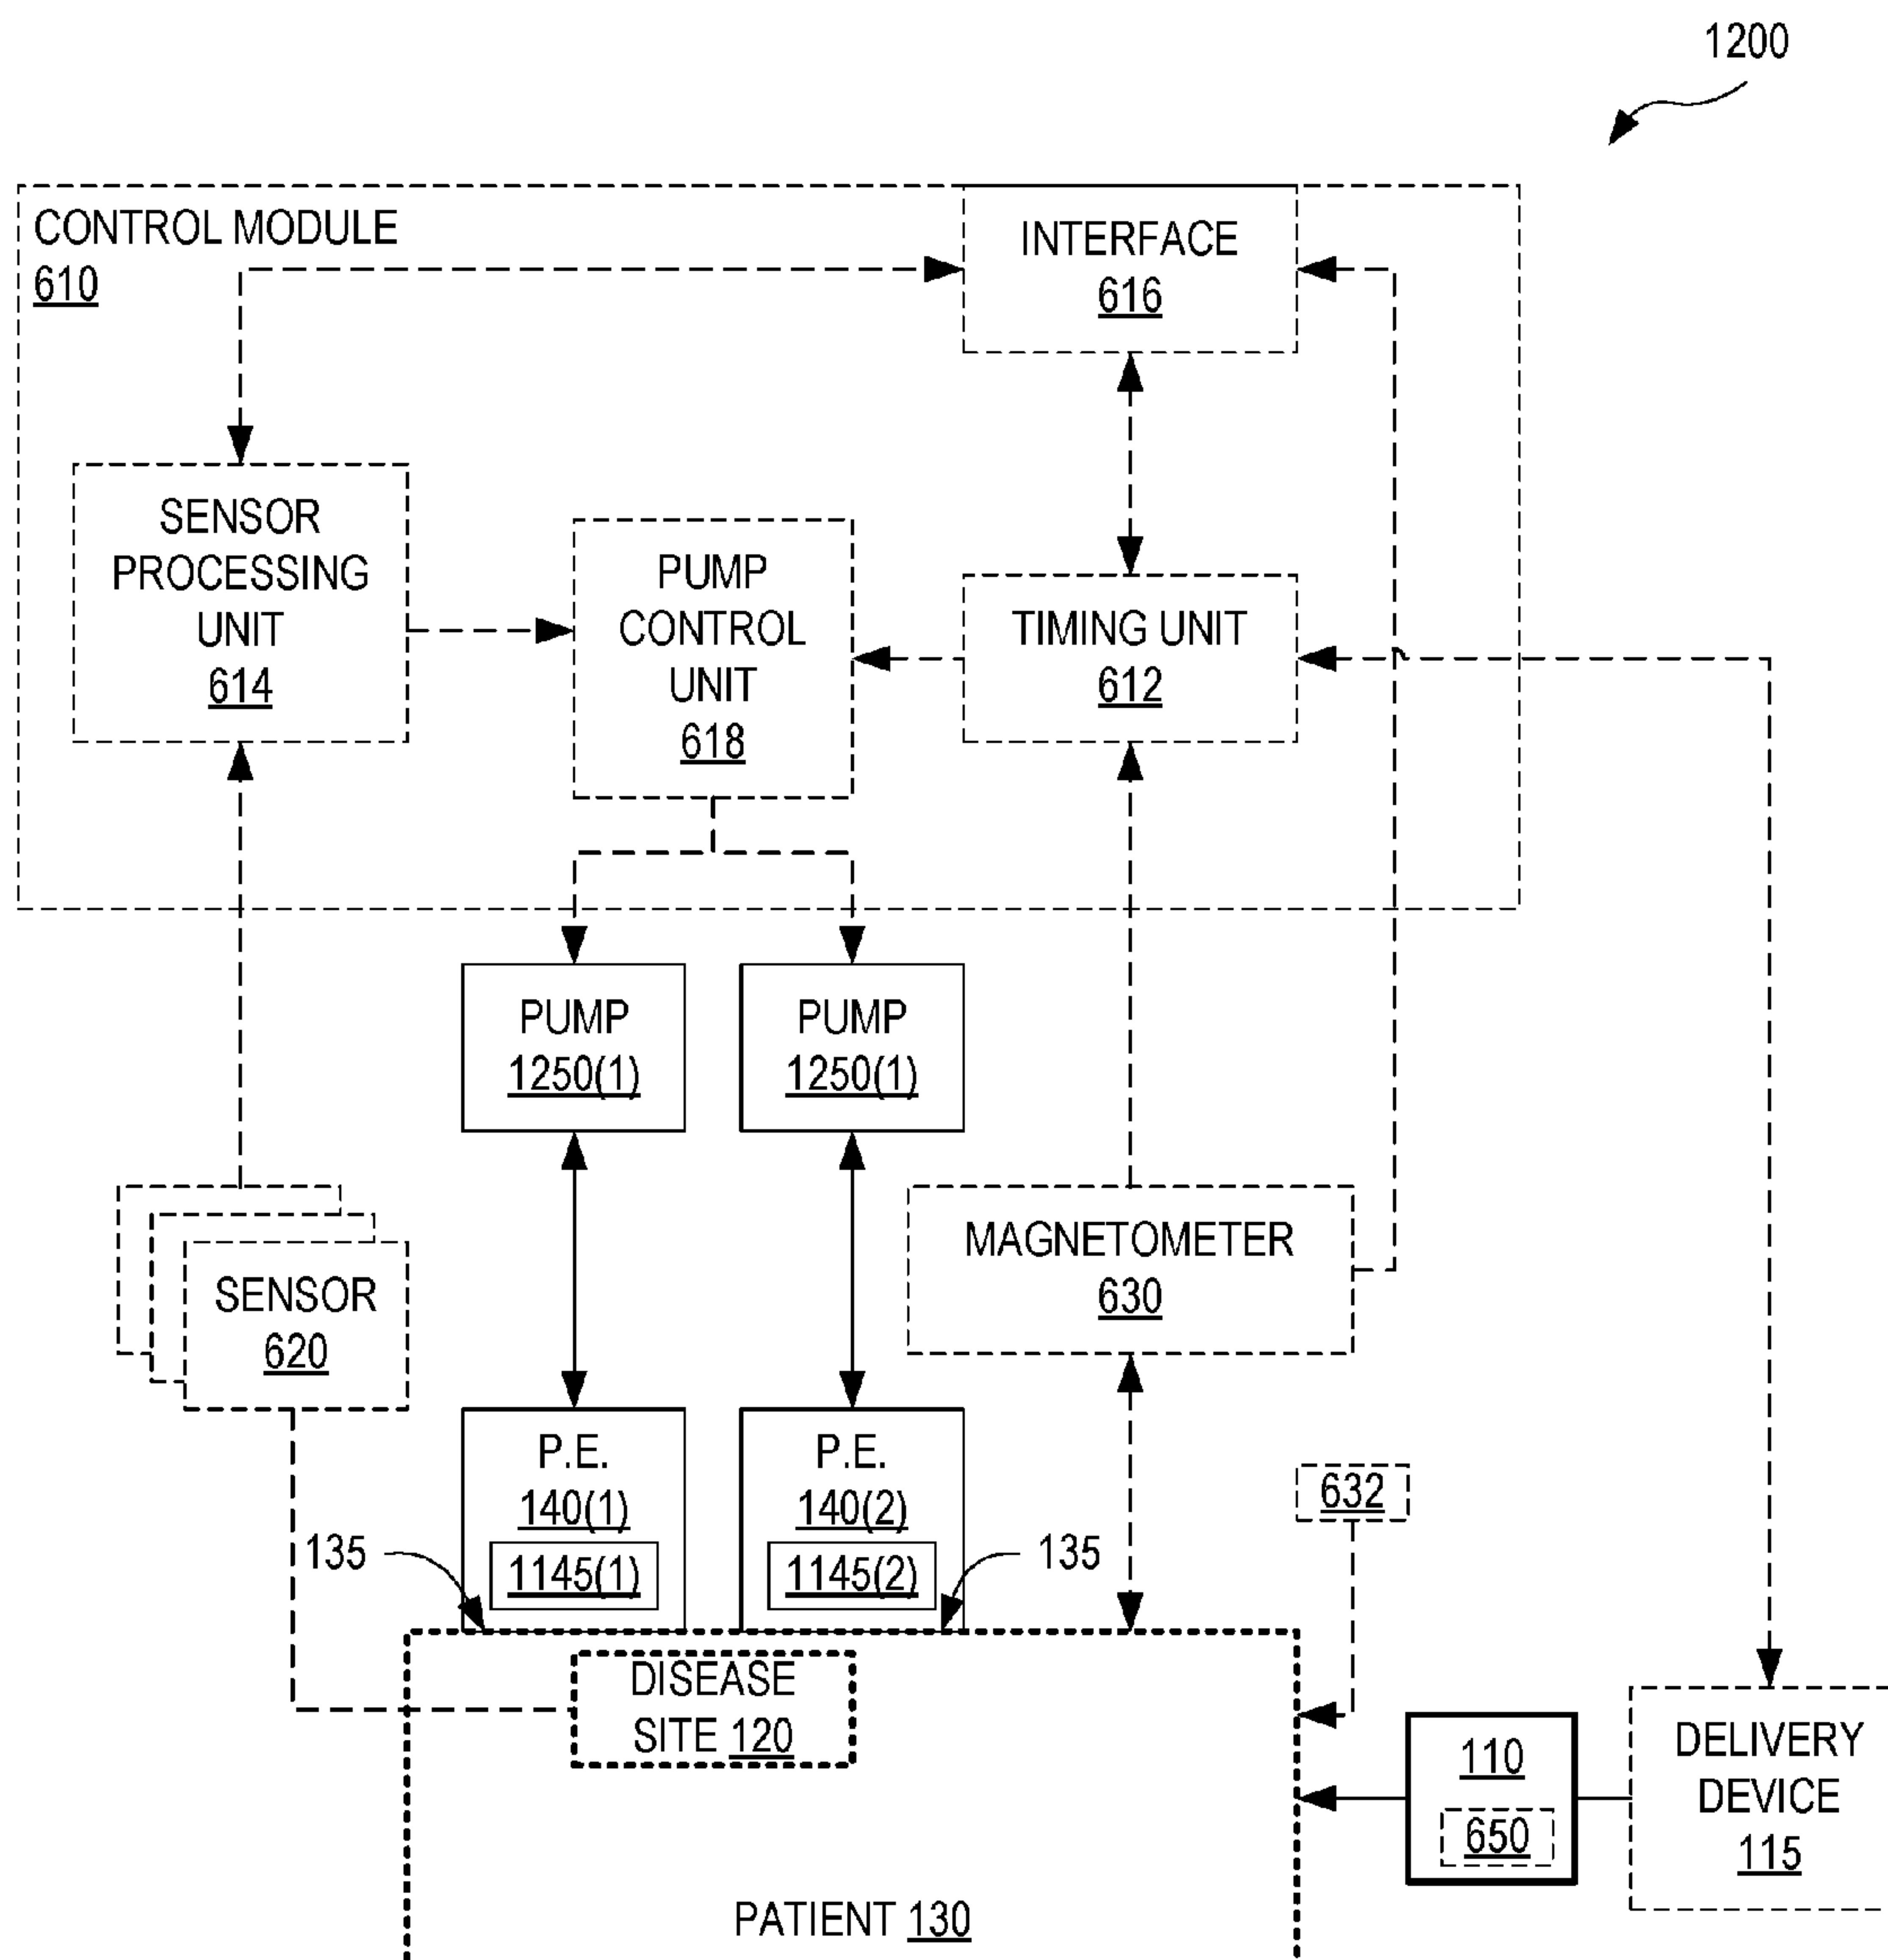 1200
CONTROL MODULE
610
INTERFACE
616
SENSOR
PROCESSING
UNIT
614
PUMP
CONTROL
UNIT
618
TIMING UNIT
612
PUMP
1250(1)
PUMP
1250(1)
SENSOR
620
MAGNETOMETER
630
P.E.
140(1)
1145(1)
P.E.
140(2)
1145(2)
135
135
632
DISEASE
SITE 120
110
650
DELIVERY
DEVICE
115
PATIENT 130